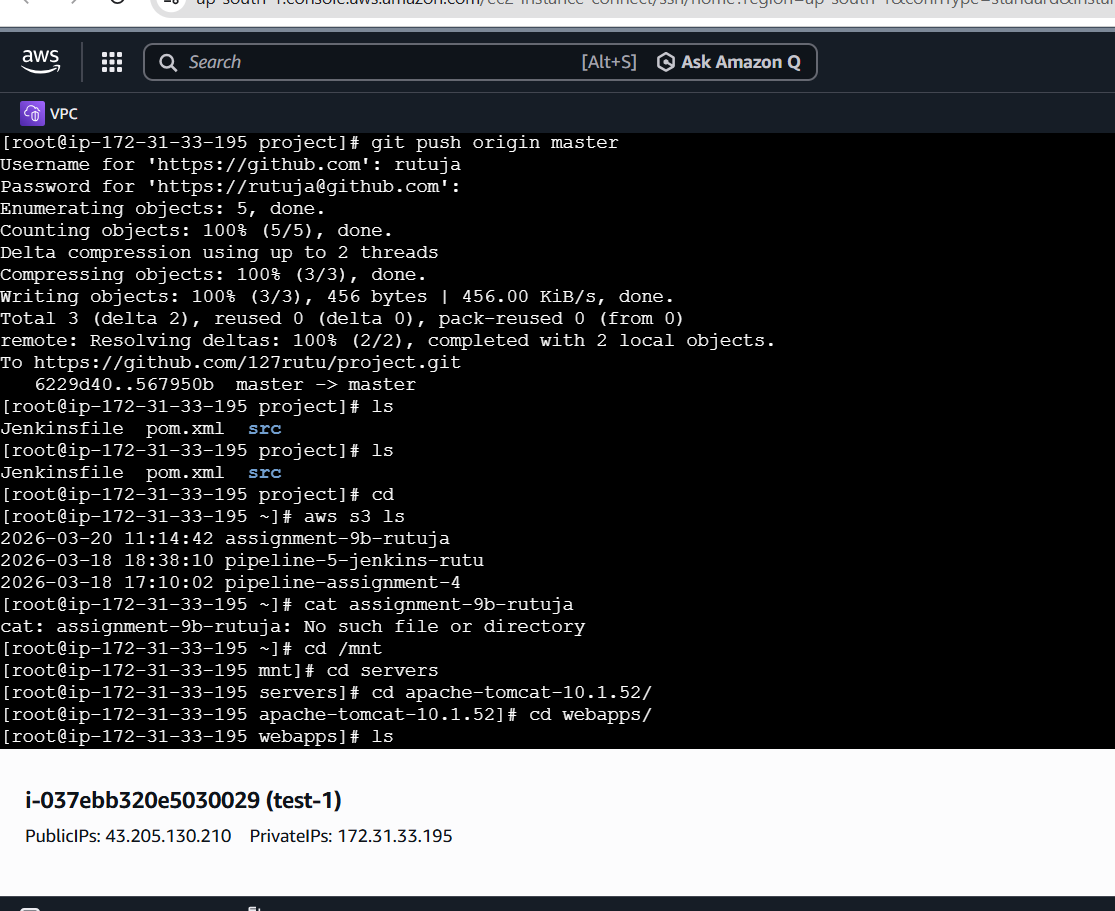 aws
Search [Alt+S] Ask Amazon Q
VPC
[root@ip-172-31-33-195 project]# git push origin master
Username for 'https://github.com': rutuja
Password for 'https://rutuja@github.com':
Enumerating objects: 5, done.
Counting objects: 100% (5/5), done.
Delta compression using up to 2 threads
Compressing objects: 100% (3/3), done.
Writing objects: 100% (3/3), 456 bytes | 456.00 KiB/s, done.
Total 3 (delta 2), reused 0 (delta 0), pack-reused 0 (from 0)
remote: Resolving deltas: 100% (2/2), completed with 2 local objects.
To https://github.com/127rutu/project.git
   6229d40..567950b  master -> master
[root@ip-172-31-33-195 project]# ls
Jenkinsfile  pom.xml  src
[root@ip-172-31-33-195 project]# ls
Jenkinsfile  pom.xml  src
[root@ip-172-31-33-195 project]# cd
[root@ip-172-31-33-195 ~]# aws s3 ls
2026-03-20 11:14:42 assignment-9b-rutuja
2026-03-18 18:38:10 pipeline-5-jenkins-rutu
2026-03-18 17:10:02 pipeline-assignment-4
[root@ip-172-31-33-195 ~]# cat assignment-9b-rutuja
cat: assignment-9b-rutuja: No such file or directory
[root@ip-172-31-33-195 ~]# cd /mnt
[root@ip-172-31-33-195 mnt]# cd servers
[root@ip-172-31-33-195 servers]# cd apache-tomcat-10.1.52/
[root@ip-172-31-33-195 apache-tomcat-10.1.52]# cd webapps/
[root@ip-172-31-33-195 webapps]# ls
i-037ebb320e5030029 (test-1)
PublicIPs: 43.205.130.210 PrivateIPs: 172.31.33.195